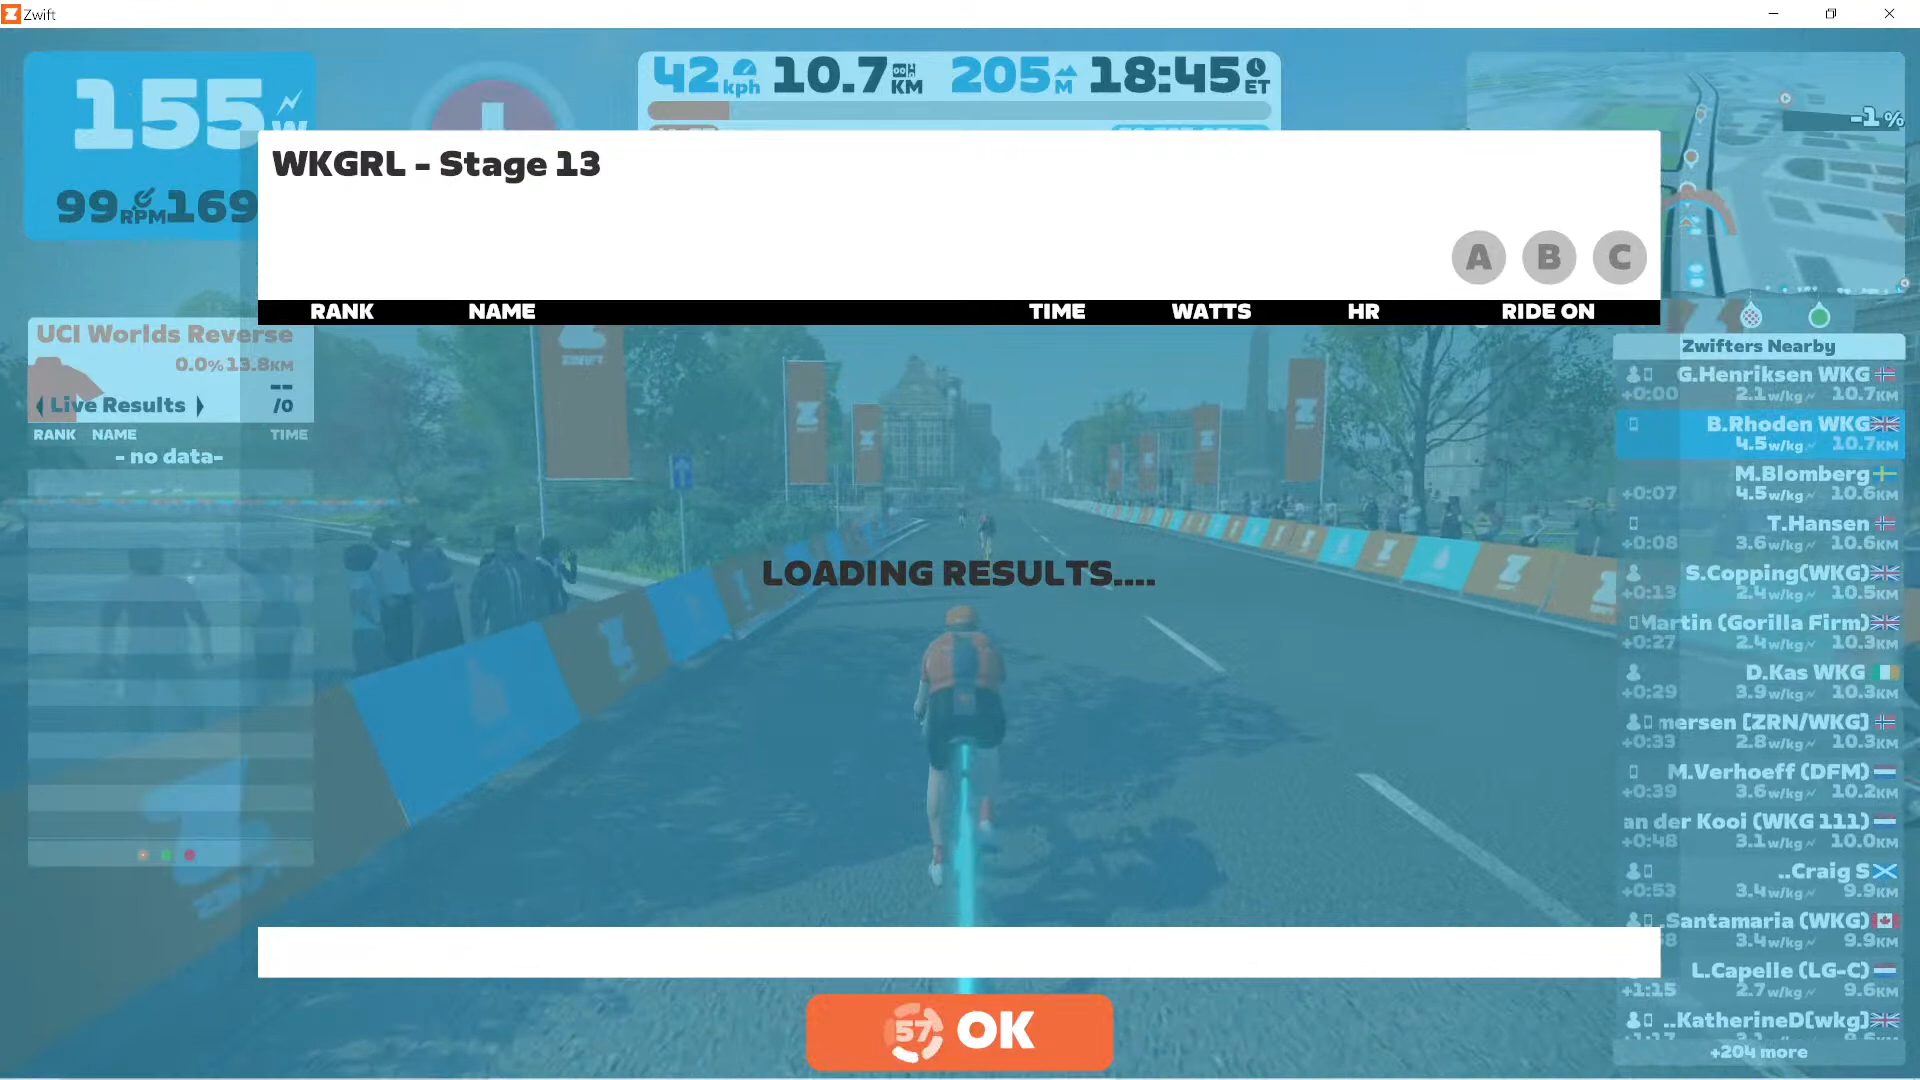 Zwift
155 W
99 RPM 169
42 kph 10.7 KM 205 M 18:45 ET
-1 %
WKGRL - Stage 13
A B C
RANK NAME TIME WATTS HR RIDE ON
UCI Worlds Reverse
0.0% 13.8KM
--
Live Results /0
RANK NAME TIME
- no data-
LOADING RESULTS....
57 OK
Zwifters Nearby
G.Henriksen WKG
+0:00 2.1w/kg 10.7KM
B.Rhoden WKG
4.5w/kg 10.7KM
M.Blomberg
+0:07 4.5w/kg 10.6KM
T.Hansen
+0:08 3.6w/kg 10.6KM
S.Copping(WKG)
+0:13 2.4w/kg 10.5KM
Martin (Gorilla Firm)
+0:27 2.4w/kg 10.3KM
D.Kas WKG
+0:29 3.9w/kg 10.3KM
mersen [ZRN/WKG]
+0:33 2.8w/kg 10.3KM
M.Verhoeff (DFM)
+0:39 3.6w/kg 10.2KM
an der Kooi (WKG 111)
+0:48 3.1w/kg 10.0KM
..Craig S
+0:53 3.4w/kg 9.9KM
.Santamaria (WKG)
3.4w/kg 9.9KM
L.Capelle (LG-C)
+1:15 2.7w/kg 9.6KM
..KatherineD[wkg]
+204 more